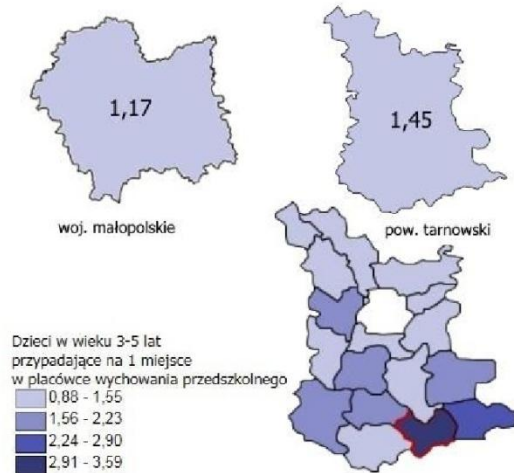 1,17
1,45
woj. małopolskie
pow. tarnowski
Dzieci w wieku 3-5 lat
przypadające na 1 miejsce
w placówce wychowania przedszkolnego
0,88 - 1,55
1,56 - 2,23
2,24 - 2,90
2,91 - 3,59